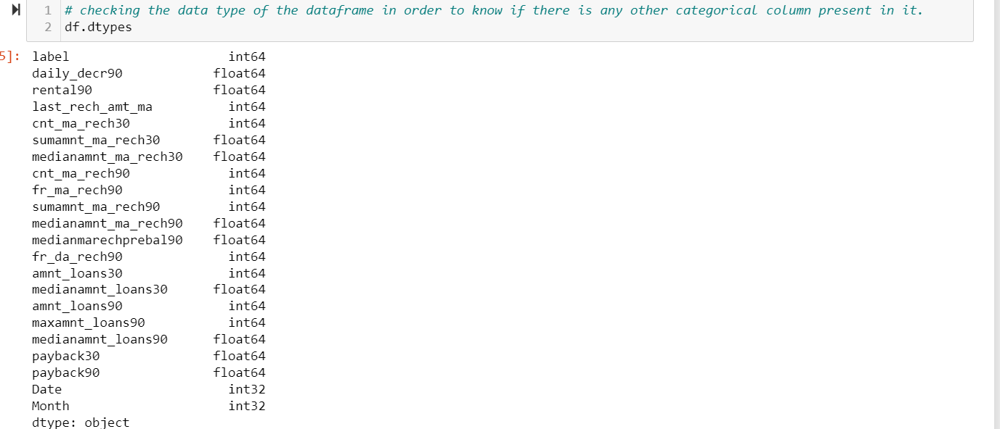 1 # checking the data type of the dataframe in order to know if there is any other categorical column present in it.
2 df.dtypes
5]: label int64
daily_decr90 float64
rental90 float64
last_rech_amt_ma int64
cnt_ma_rech30 int64
sumamnt_ma_rech30 float64
medianamnt_ma_rech30 float64
cnt_ma_rech90 int64
fr_ma_rech90 int64
sumamnt_ma_rech90 int64
medianamnt_ma_rech90 float64
medianmarechprebal90 float64
fr_da_rech90 int64
amnt_loans30 int64
medianamnt_loans30 float64
amnt_loans90 int64
maxamnt_loans90 int64
medianamnt_loans90 float64
payback30 float64
payback90 float64
Date int32
Month int32
dtype: object